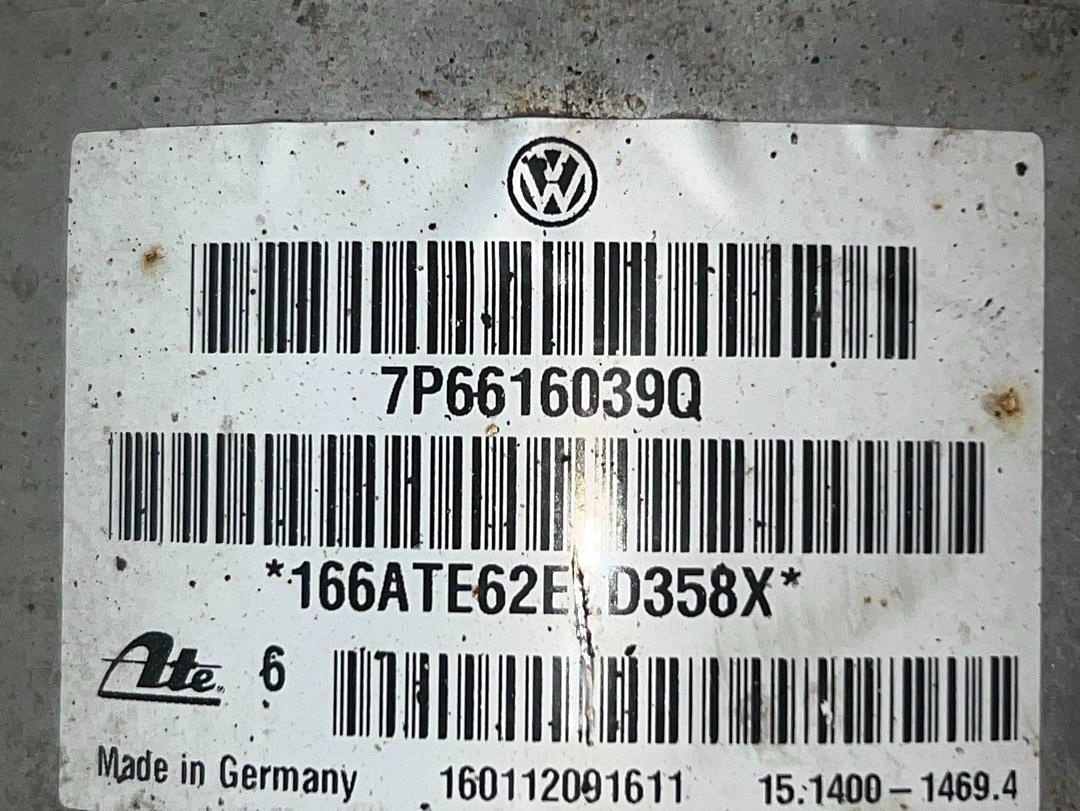 7P6616039Q
*166ATE62E D358X*
Ate 6
Made in Germany 160112091611 15.1400-1469.4